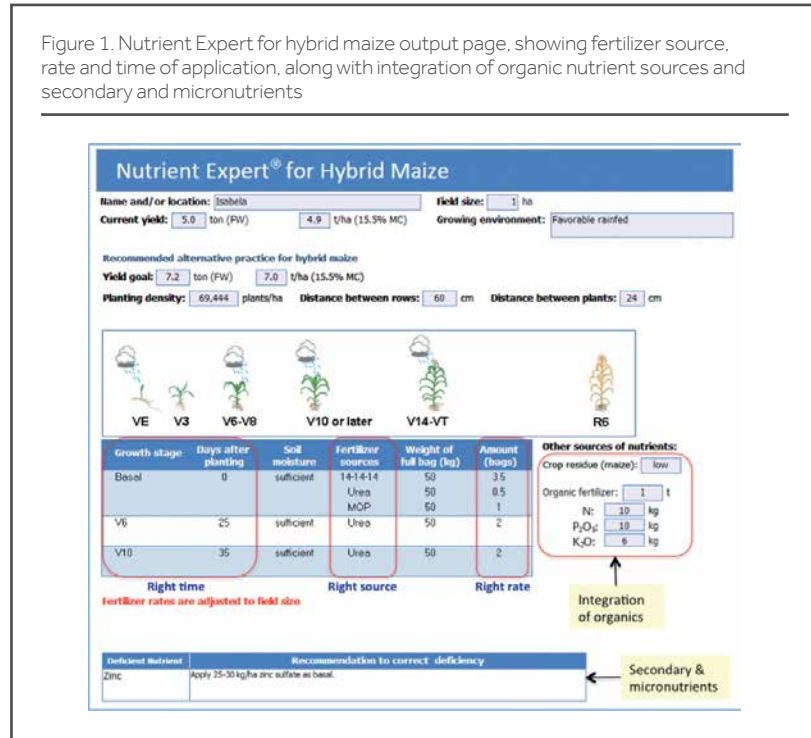 Figure 1. Nutrient Expert for hybrid maize output page, showing fertilizer source,
rate and time of application, along with integration of organic nutrient sources and
secondary and micronutrients
Nutrient Expert® for Hybrid Maize
Name and/or location: Isabela Field size: 1 ha
Current yield: 5.0 ton (FW) 4.9 t/ha (15.5% MC) Growing environment: Favorable rainfed
Recommended alternative practice for hybrid maize
Yield goal: 7.2 ton (FW) 7.0 t/ha (15.5% MC)
Planting density: 69,444 plants/ha Distance between rows: 60 cm Distance between plants: 24 cm
VE V3 V6-V8 V10 or later V14-VT R6
Growth stage Days after planting Soil moisture Fertilizer sources Weight of full bag (kg) Amount (bags)
Basal 0 sufficient 14-14-14 50 3.5
Urea 50 0.5
MOP 50 1
V6 25 sufficient Urea 50 2
V10 35 sufficient Urea 50 2
Right time Right source Right rate
Fertilizer rates are adjusted to field size
Other sources of nutrients:
Crop residue (maize): low
Organic fertilizer: 1 t
N: 10 kg
P₂O₅: 10 kg
K₂O: 6 kg
Integration
of organics
Deficient Nutrient Recommendation to correct deficiency
Zinc Apply 25-30 kg/ha zinc sulfate as basal.
Secondary &
micronutrients